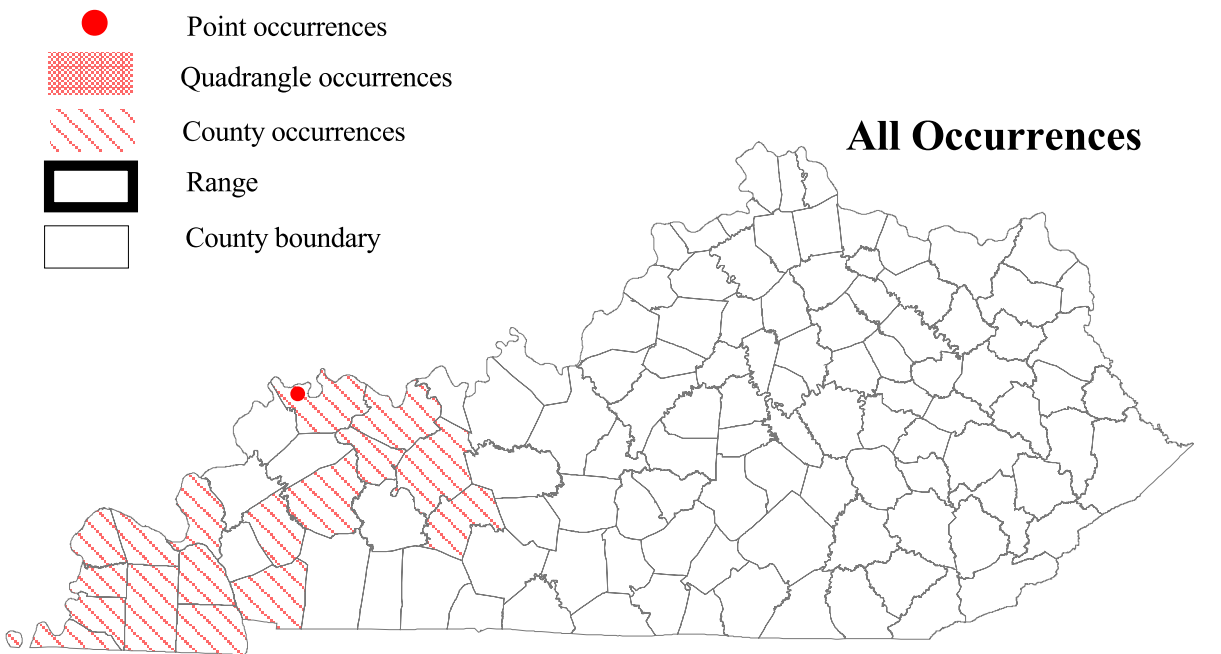 Point occurrences
Quadrangle occurrences
County occurrences
All Occurrences
Range
County boundary